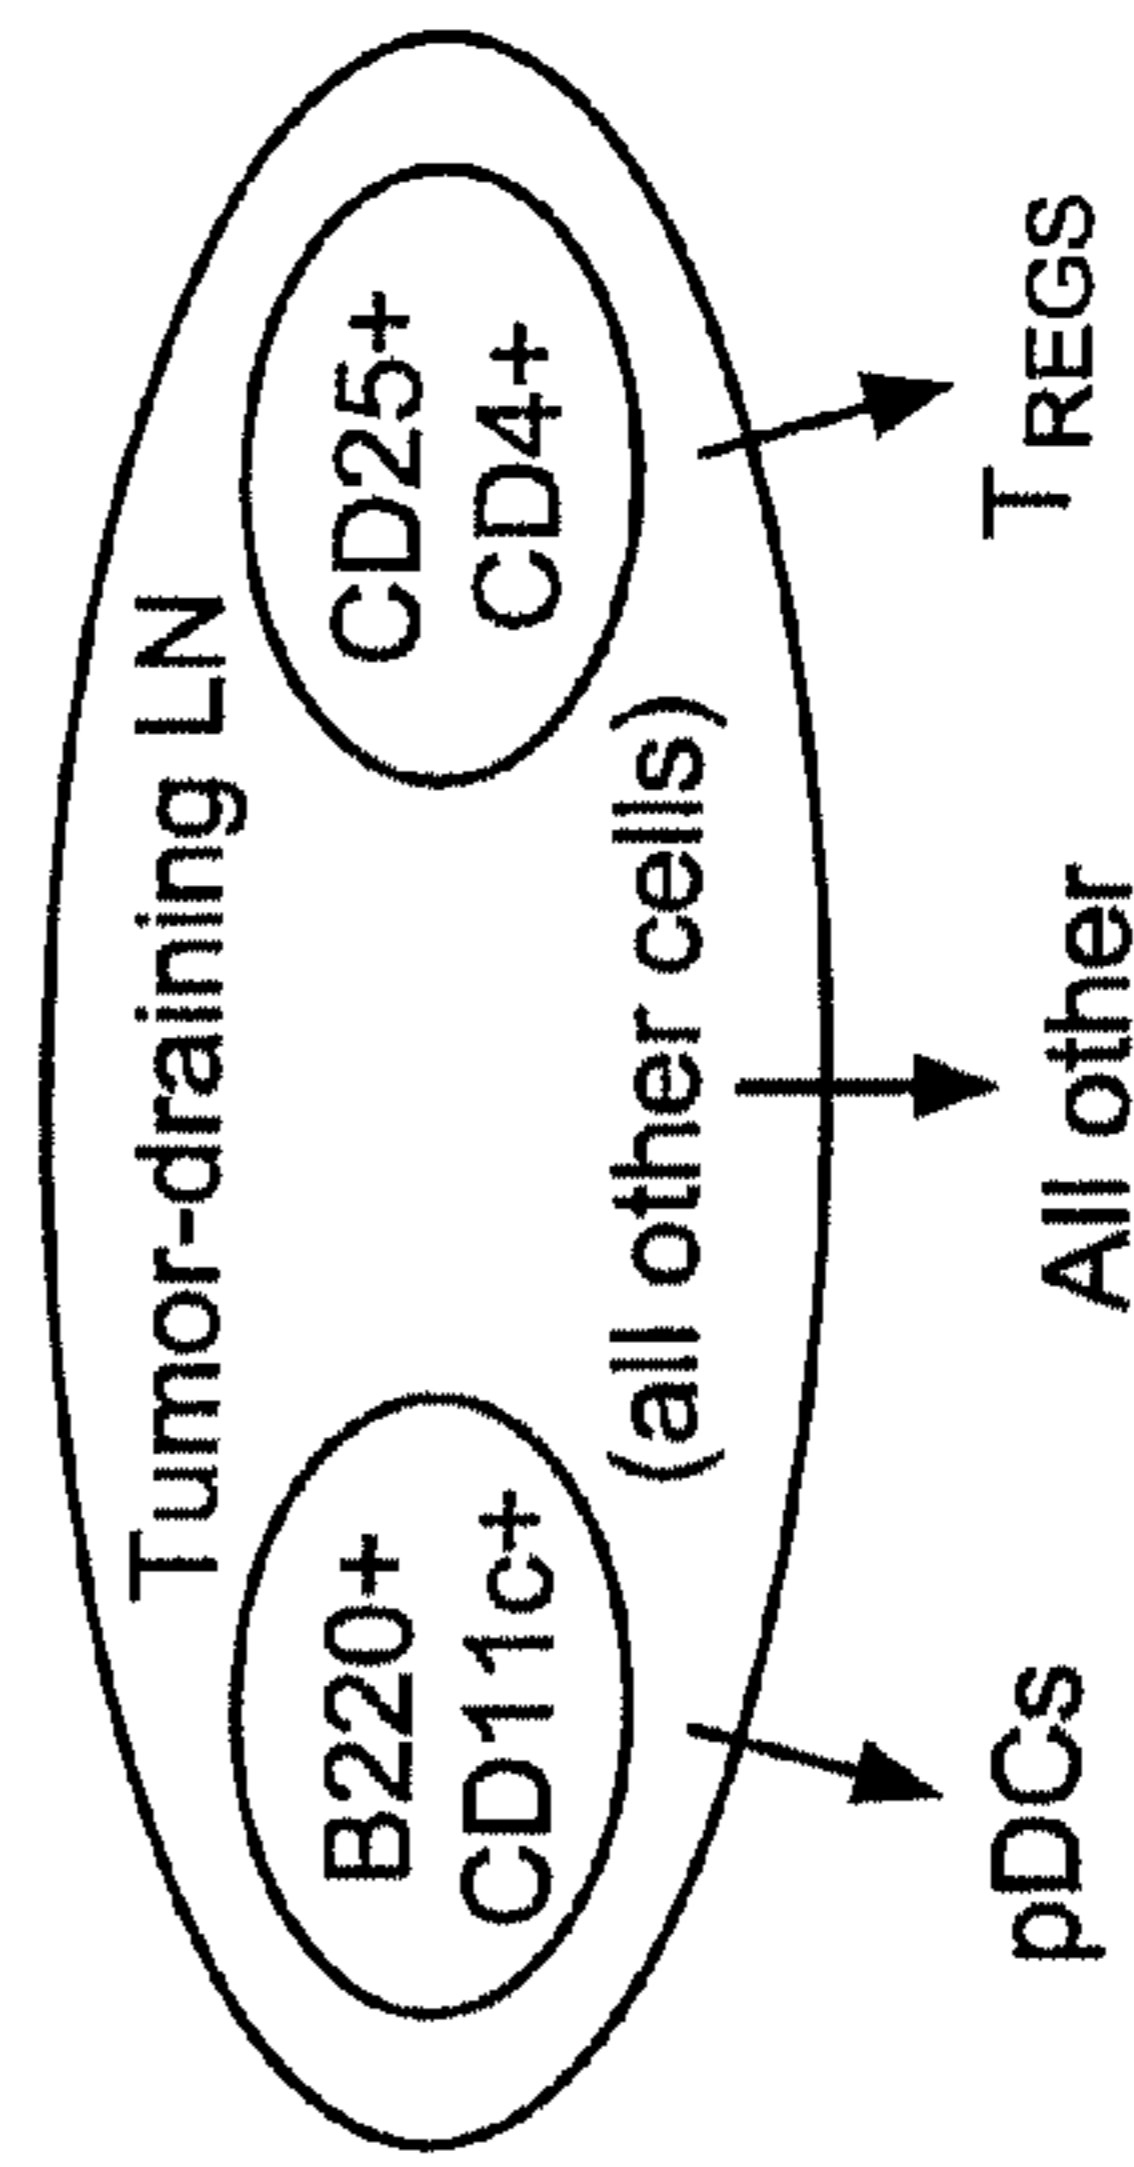 Tumor-draining LN
B220+
CD11c+
CD25+
CD4+
(all other cells)
pDCs
All other
T REGS